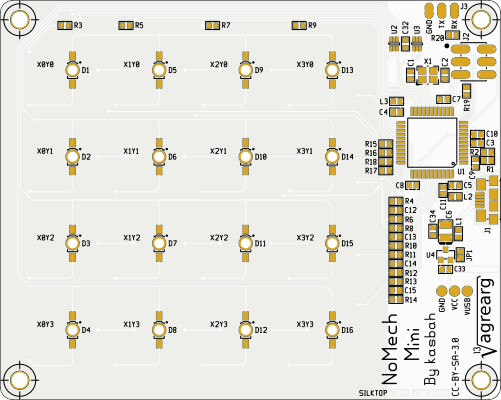 R3 R5 R7 R9
X0Y0 X1Y0 X2Y0 X3Y0
D1 D5 D9 D13
X0Y1 X1Y1 X2Y1 X3Y1
D2 D6 D10 D14
X0Y2 X1Y2 X2Y2 X3Y2
D3 D7 D11 D15
X0Y3 X1Y3 X2Y3 X3Y3
D4 D8 D12 D16
J3
GND TX RX
U2 C32 U3 R20 J2
C1 X1 C2
L3 C7 R19
C4
C10
C3
R15
R16
R18
R17
R2
R1
U1
C9
C8 C11 C5
L2
J1
R4
C12
R6
R8
C13
R10
R11
C14
R12
R13
C15
R14
C34 C6 L1
U4 JP1
C33
GND VCC VUSB
NoMech
Mini
By kasbah
CC-BY-SA-3.0
J3
Vagrearg
SILKTOP